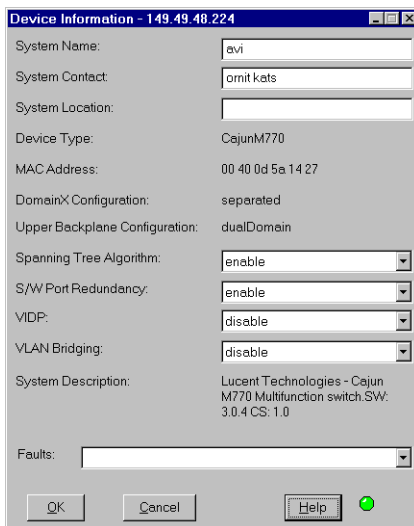 Device Information - 149.49.48.224
System Name: avi
System Contact: ornit kats
System Location:
Device Type: CajunM770
MAC Address: 00 40 0d 5a 14 27
DomainX Configuration: separated
Upper Backplane Configuration: dualDomain
Spanning Tree Algorithm: enable
S/W Port Redundancy: enable
VIDP: disable
VLAN Bridging: disable
System Description: Lucent Technologies - Cajun
M770 Multifunction switch.SW:
3.0.4 CS: 1.0
Faults:
OK Cancel Help